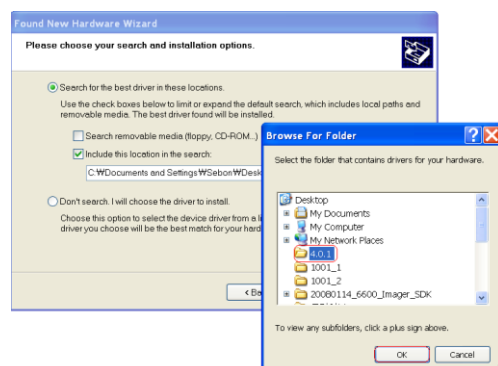 Found New Hardware Wizard
Please choose your search and installation options.
Search for the best driver in these locations.
Use the check boxes below to limit or expand the default search, which includes local paths and
removable media. The best driver found will be installed.
Search removable media (floppy, CD-ROM...)
Include this location in the search:
C:₩Documents and Settings₩Sebon₩Desk
Don't search. I will choose the driver to install.
Choose this option to select the device driver from a li
driver you choose will be the best match for your hard
< Ba
Browse For Folder
Select the folder that contains drivers for your hardware.
Desktop
My Documents
My Computer
My Network Places
4.0.1
1001_1
1001_2
20080114_6600_Imager_SDK
To view any subfolders, click a plus sign above.
OK
Cancel